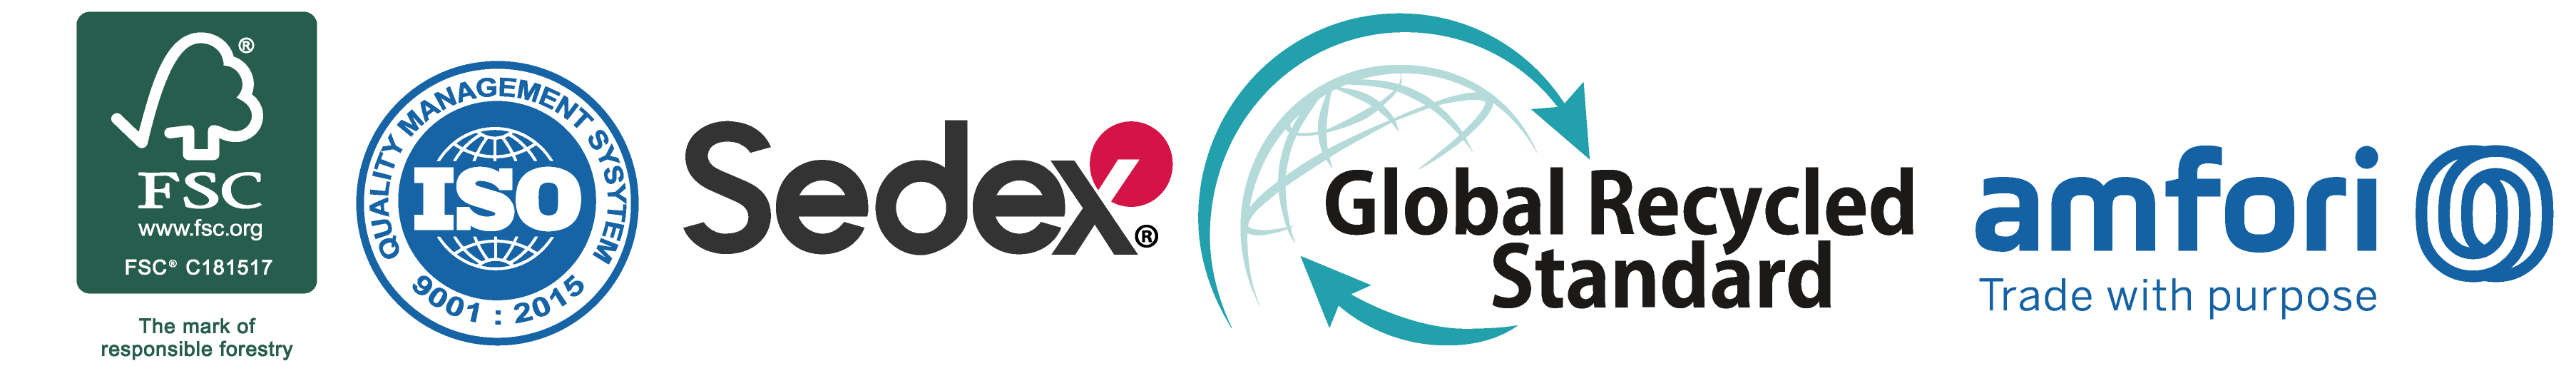 ®
FSC
www.fsc.org
FSC® C181517
The mark of
responsible forestry
QUALITY MANAGEMENT SYSYTEM
ISO
9001 : 2015
Sedex®
Global Recycled
Standard
amfori
Trade with purpose